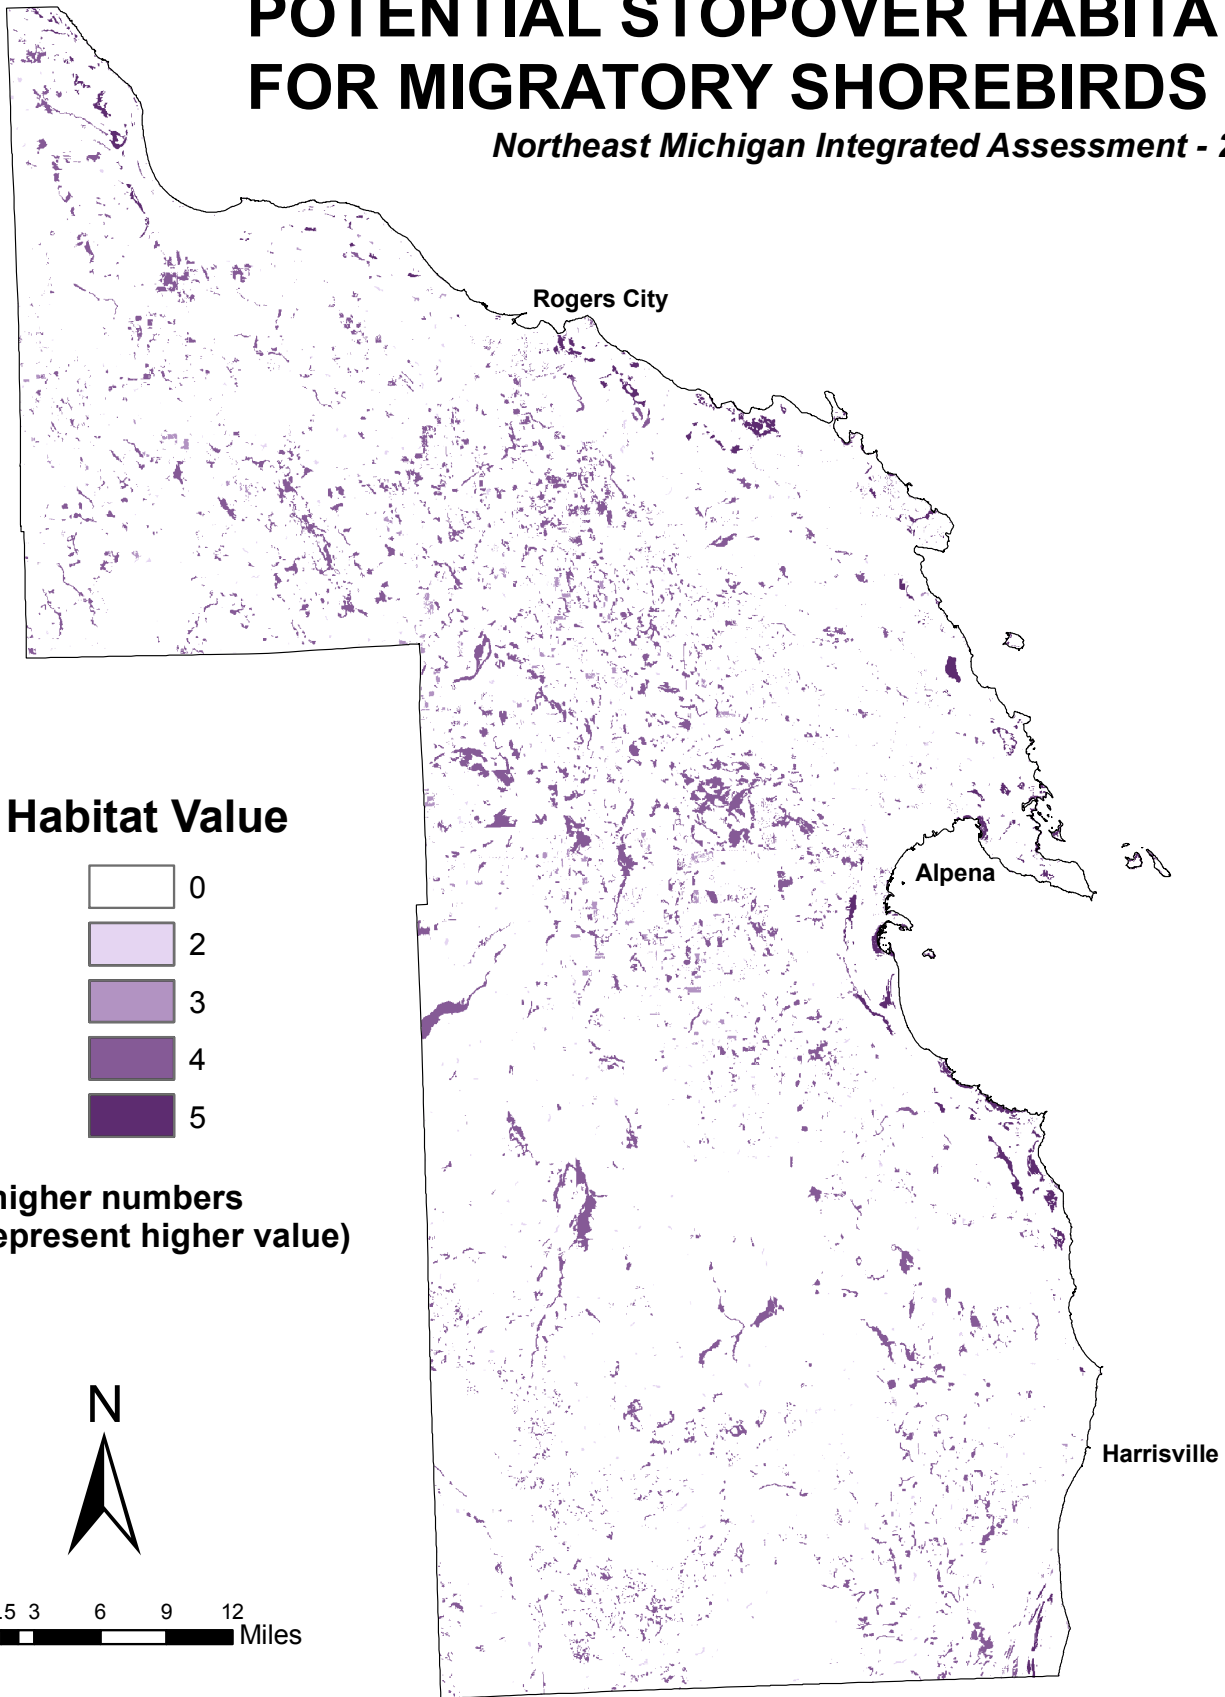 POTENTIAL STOPOVER HABITA
FOR MIGRATORY SHOREBIRDS
Northeast Michigan Integrated Assessment - 2
Rogers City
Habitat Value
0
2
3
4
5
Alpena
higher numbers
epresent higher value)
N
Harrisville
.5 3 6 9 12
Miles